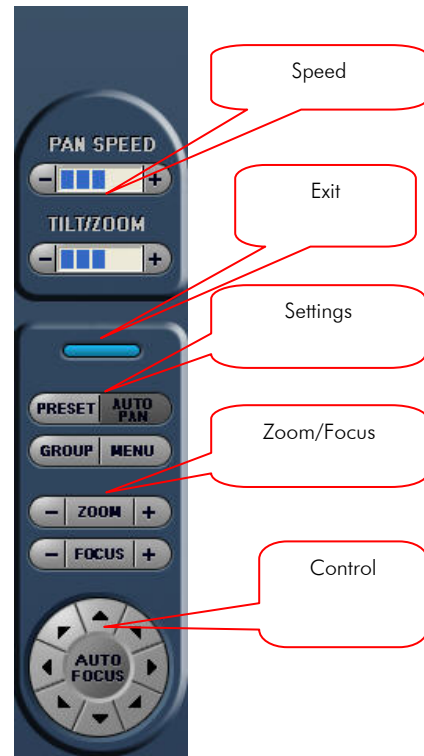 Speed
PAN SPEED
- +
Exit
TILT/ZOOM
- +
Settings
PRESET AUTO PAN
GROUP MENU
Zoom/Focus
- ZOOM +
- FOCUS +
Control
AUTO
FOCUS